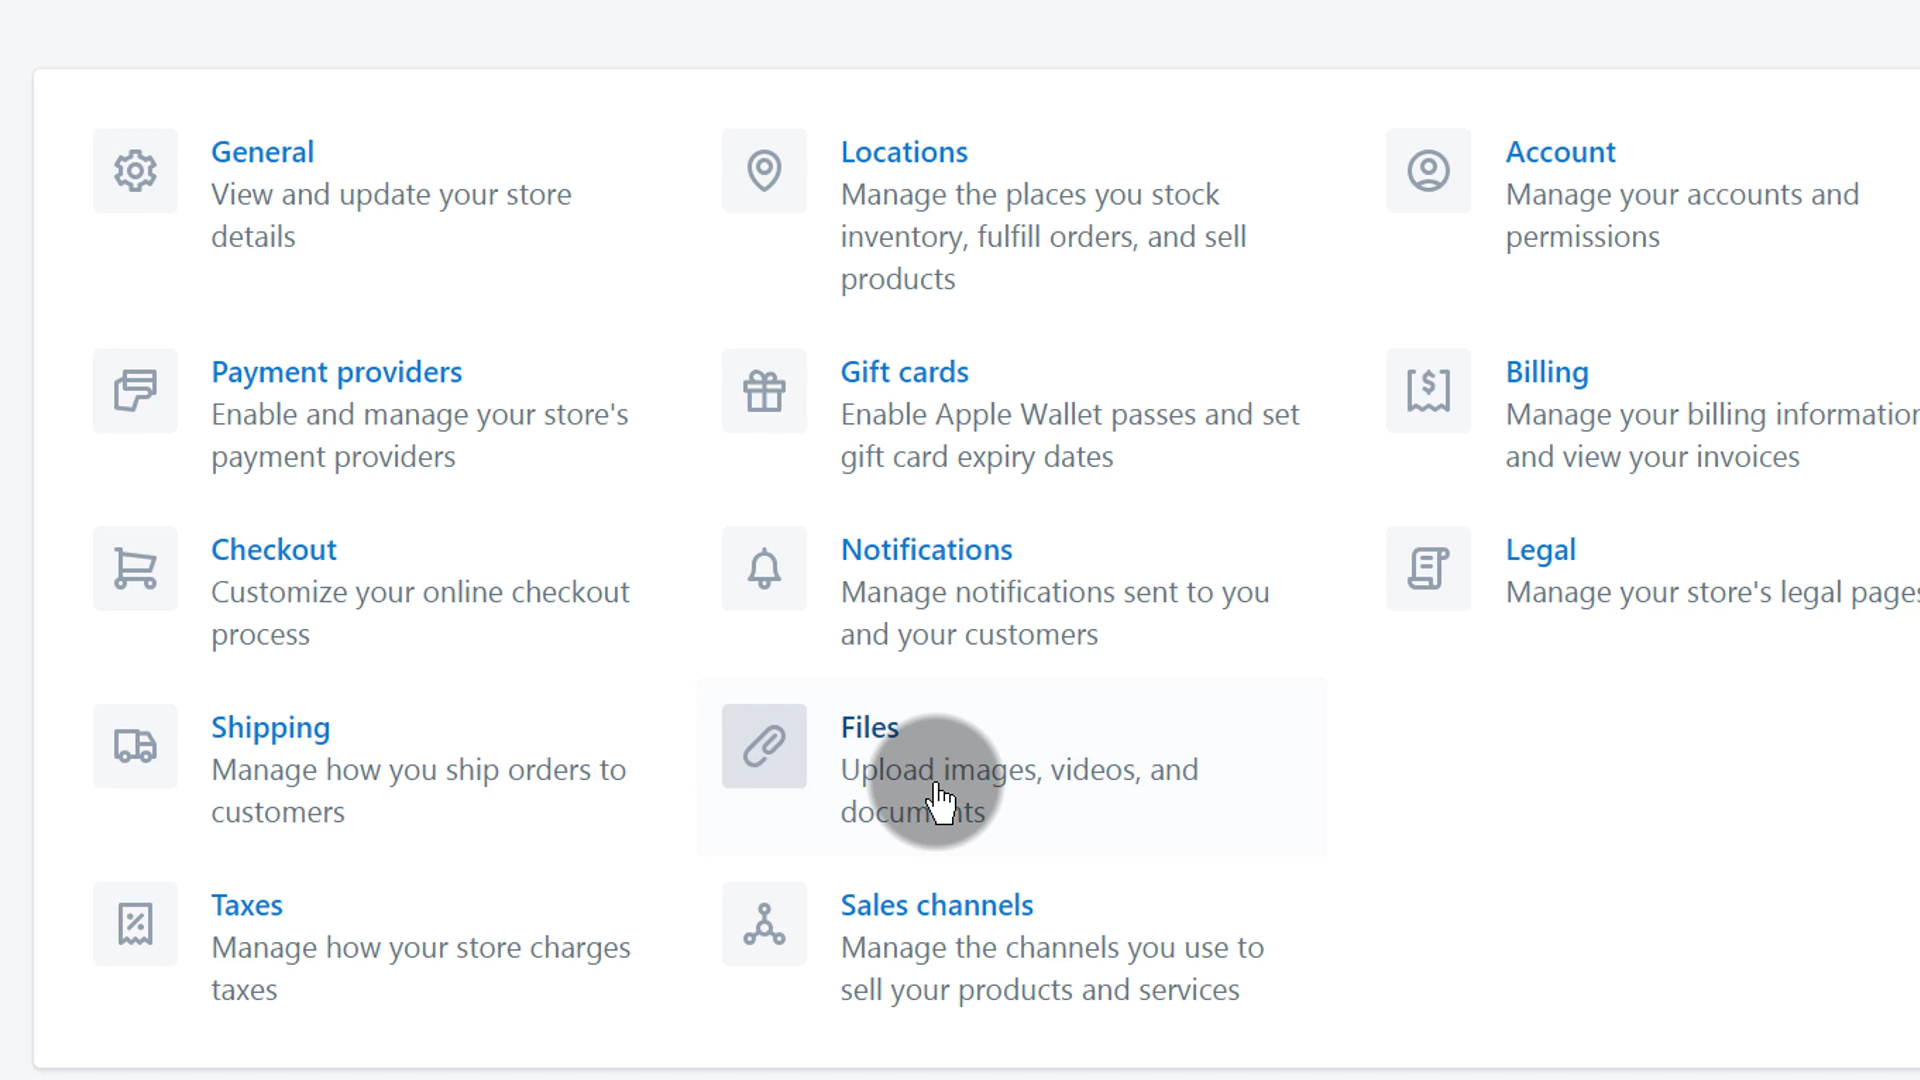 General
View and update your store
details
Locations
Manage the places you stock
inventory, fulfill orders, and sell
products
Account
Manage your accounts and
permissions
Payment providers
Enable and manage your store's
payment providers
Gift cards
Enable Apple Wallet passes and set
gift card expiry dates
Billing
Manage your billing information
and view your invoices
Checkout
Customize your online checkout
process
Notifications
Manage notifications sent to you
and your customers
Legal
Manage your store's legal pages
Shipping
Manage how you ship orders to
customers
Files
Upload images, videos, and
documents
Taxes
Manage how your store charges
taxes
Sales channels
Manage the channels you use to
sell your products and services